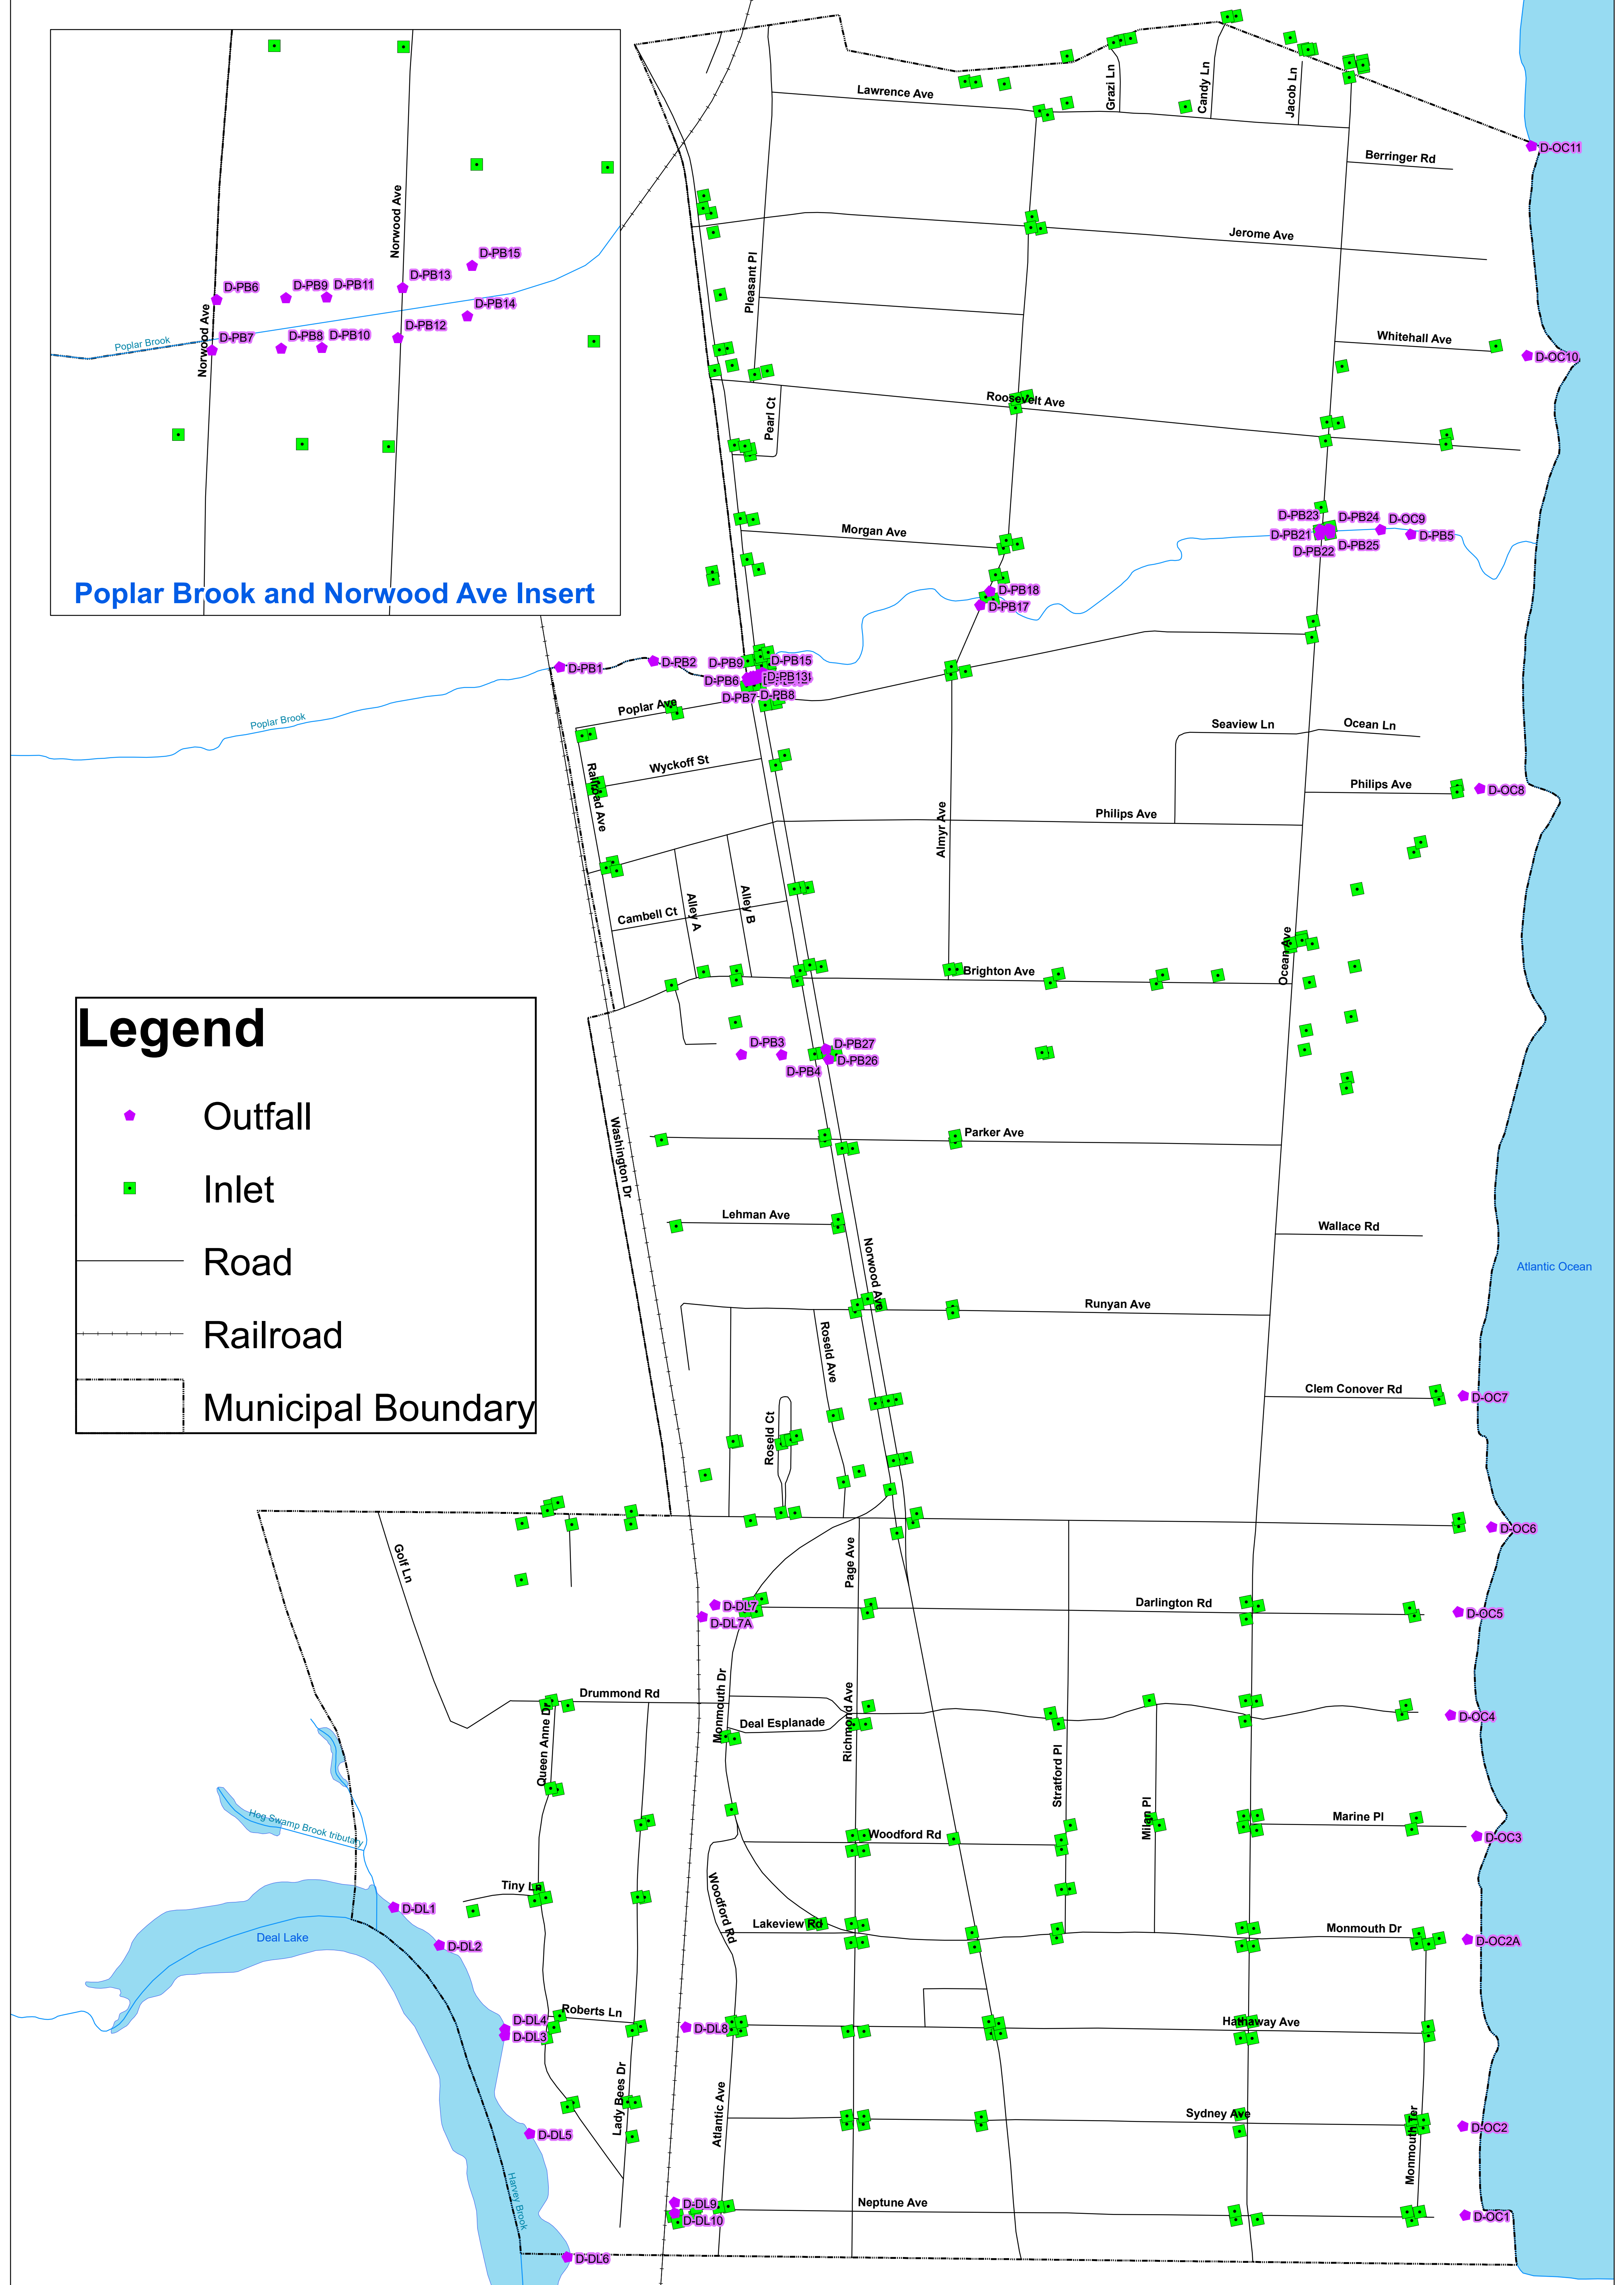 Lawrence Ave
Grazi Ln
Candy Ln
Jacob Ln
D-OC11
Berringer Rd
Norwood Ave
D-PB15
D-PB13
D-PB6
D-PB9
D-PB11
D-PB14
D-PB12
Norwood Ave
D-PB7
D-PB8
D-PB10
Poplar Brook
Poplar Brook and Norwood Ave Insert
Jerome Ave
Pleasant Pl
Whitehall Ave
D-OC10
Roosevelt Ave
Pearl Ct
Morgan Ave
D-PB23
D-PB24
D-OC9
D-PB21
D-PB5
D-PB22
D-PB25
D-PB18
D-PB17
D-PB1
D-PB2
D-PB9
D-PB15
D-PB6
D-PB13
D-PB7
D-PB8
Poplar Ave
Poplar Brook
Seaview Ln
Ocean Ln
Wyckoff St
Railroad Ave
Philips Ave
D-OC8
Philips Ave
Almyr Ave
Alley A
Alley B
Cambell Ct
Ocean Ave
Brighton Ave
D-PB3
D-PB27
D-PB4
D-PB26
Legend
Outfall
Inlet
Road
Railroad
Municipal Boundary
Washington Dr
Parker Ave
Lehman Ave
Wallace Rd
Norwood Ave
Atlantic Ocean
Runyan Ave
Roseld Ave
Clem Conover Rd
D-OC7
Roseld Ct
D-OC6
Golf Ln
Page Ave
D-DL7
D-DL7A
Darlington Rd
D-OC5
Drummond Rd
Queen Anne Dr
Monmouth Dr
Deal Esplanade
Richmond Ave
D-OC4
Stratford Pl
Milan Pl
Marine Pl
D-OC3
Hog Swamp Brook tributary
Woodford Rd
Woodford Rd
Tiny Ln
D-DL1
Deal Lake
D-DL2
Lakeview Rd
Monmouth Dr
D-OC2A
Roberts Ln
D-DL4
D-DL3
D-DL8
Hathaway Ave
Lady Bees Dr
Atlantic Ave
Sydney Ave
Monmouth Ter
D-OC2
D-DL5
Harvey Brook
D-DL9
D-DL10
Neptune Ave
D-OC1
D-DL6